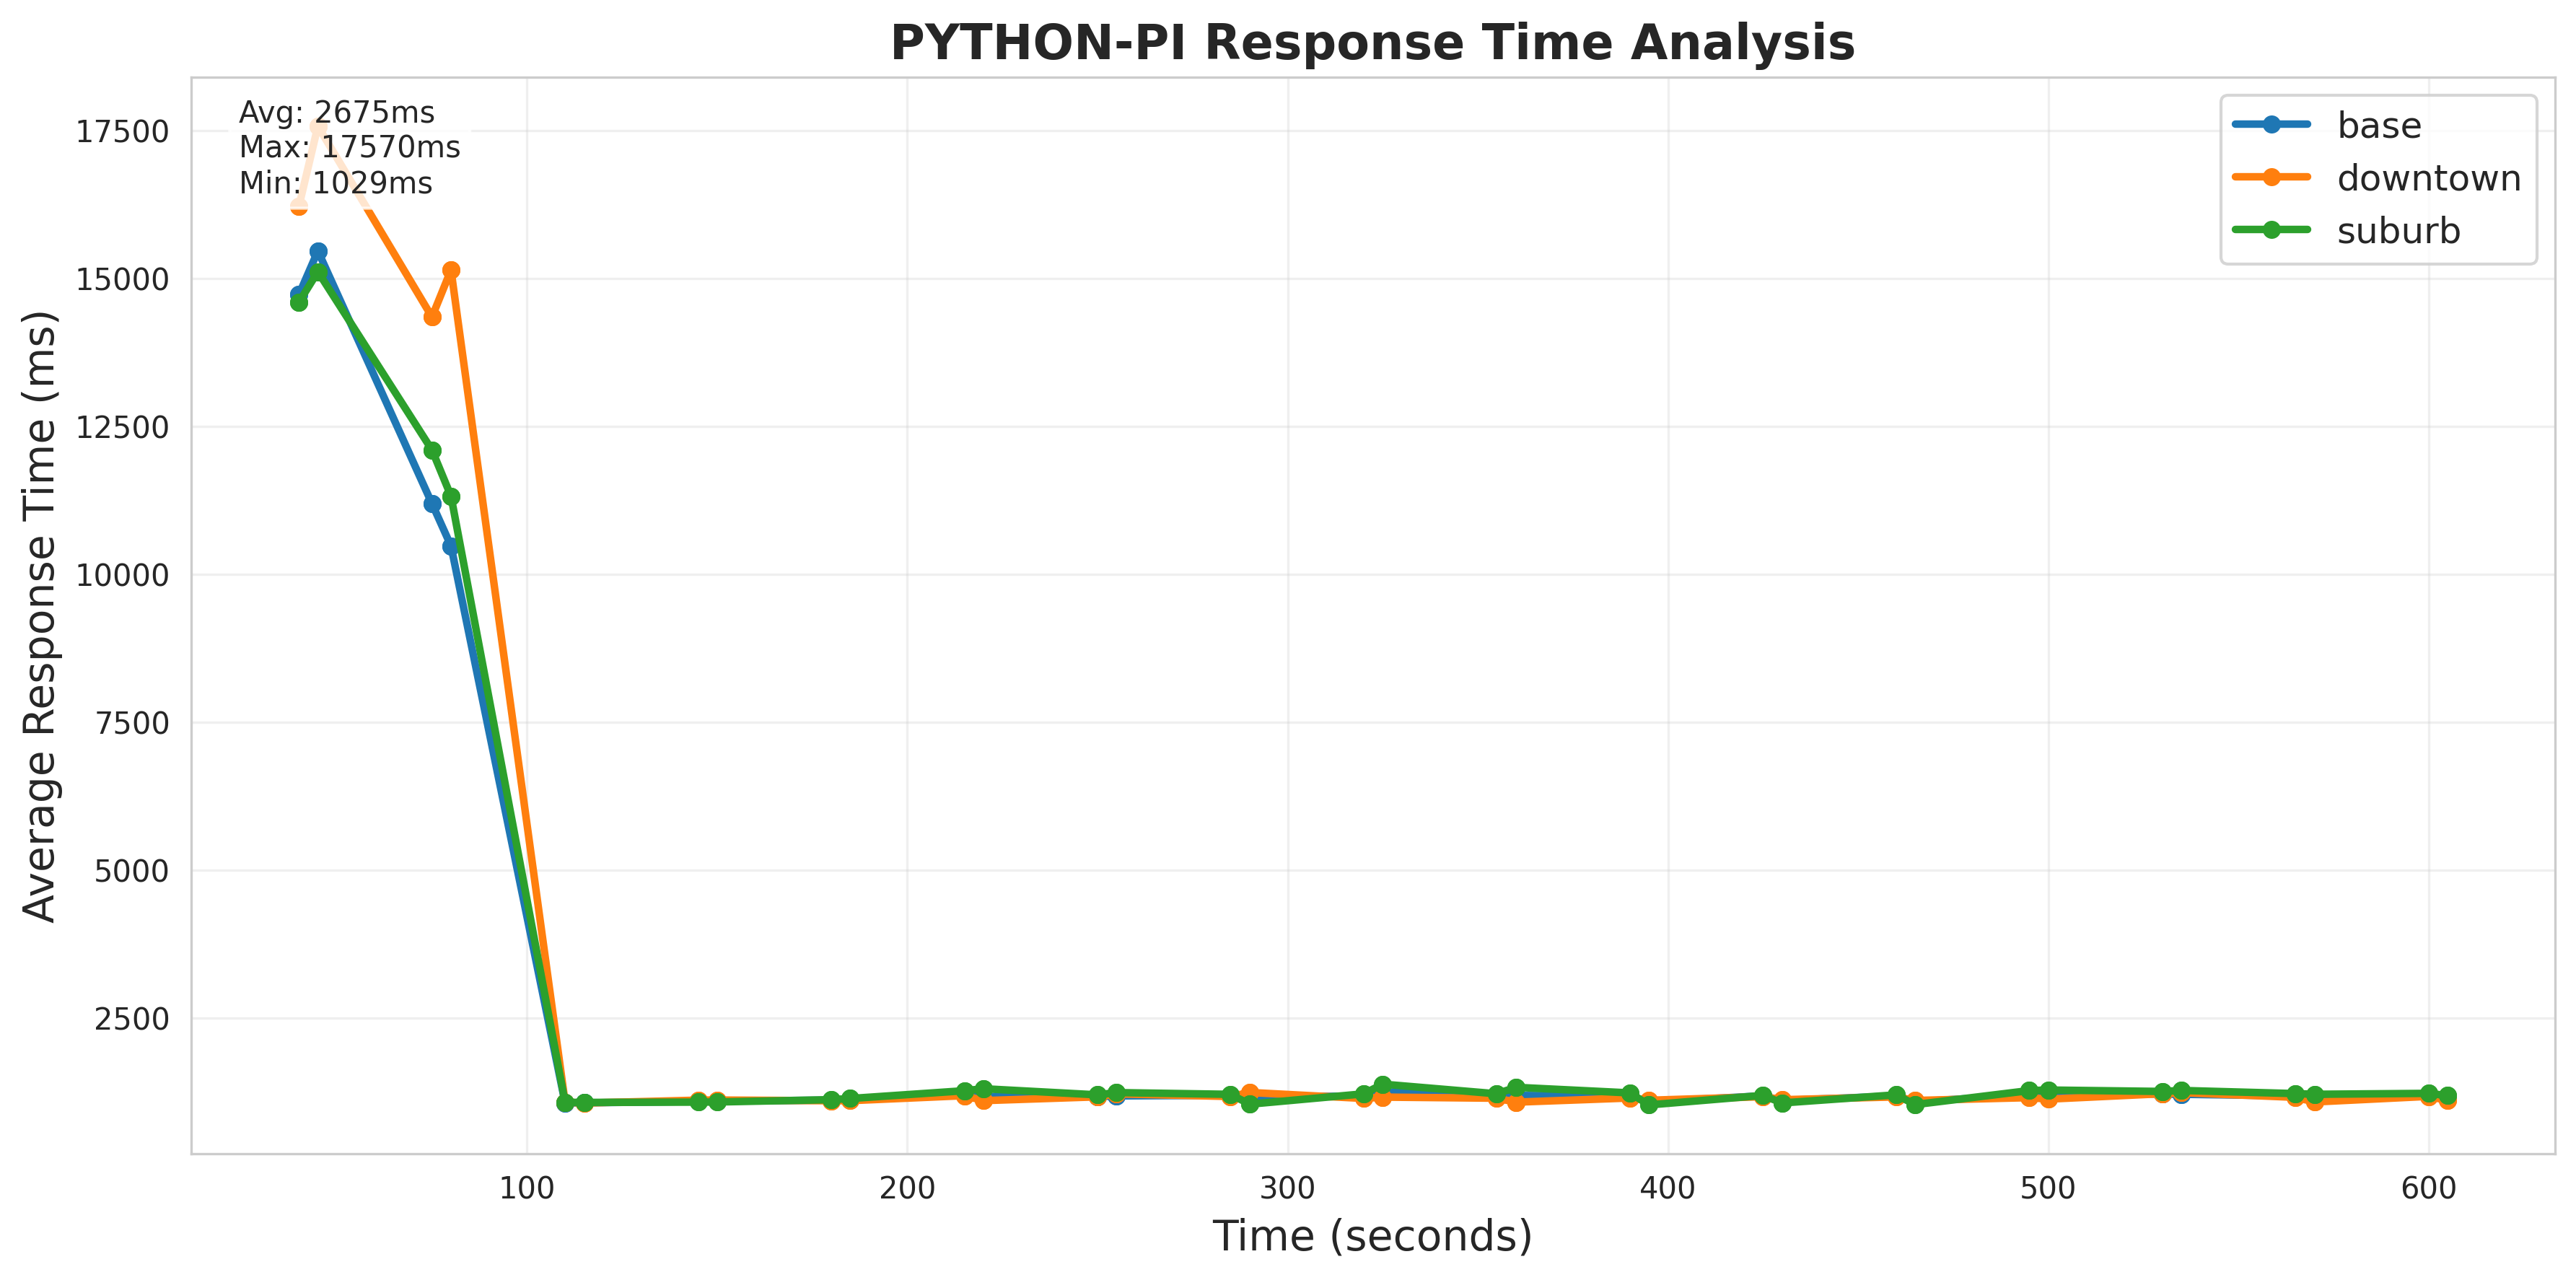 PYTHON-PI Response Time Analysis
Avg: 2675ms
Max: 17570ms
Min: 1029ms
base
downtown
suburb
Average Response Time (ms)
17500
15000
12500
10000
7500
5000
2500
100
200
300
400
500
600
Time (seconds)